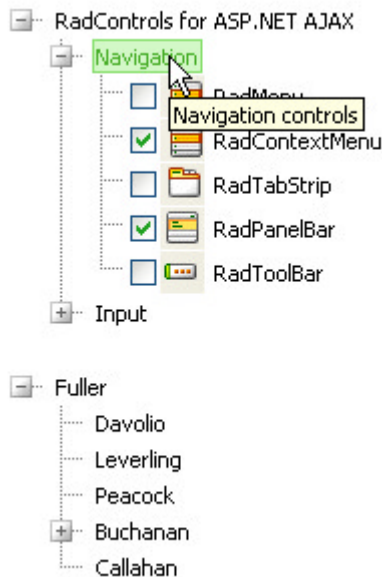 RadControls for ASP.NET AJAX
Navigation
RadMenu
Navigation controls
RadContextMenu
RadTabStrip
RadPanelBar
RadToolBar
Input
Fuller
Davolio
Leverling
Peacock
Buchanan
Callahan